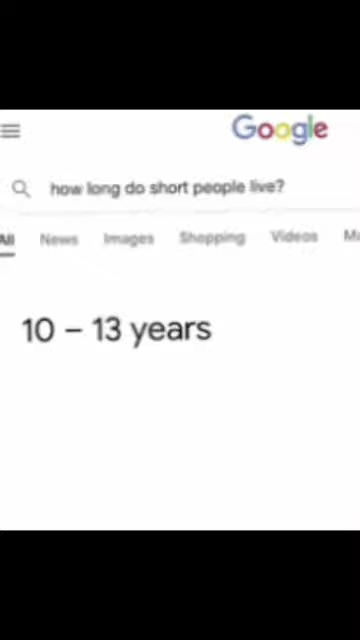 Google
how long do short people live?
All News Images Shopping Videos
10 – 13 years